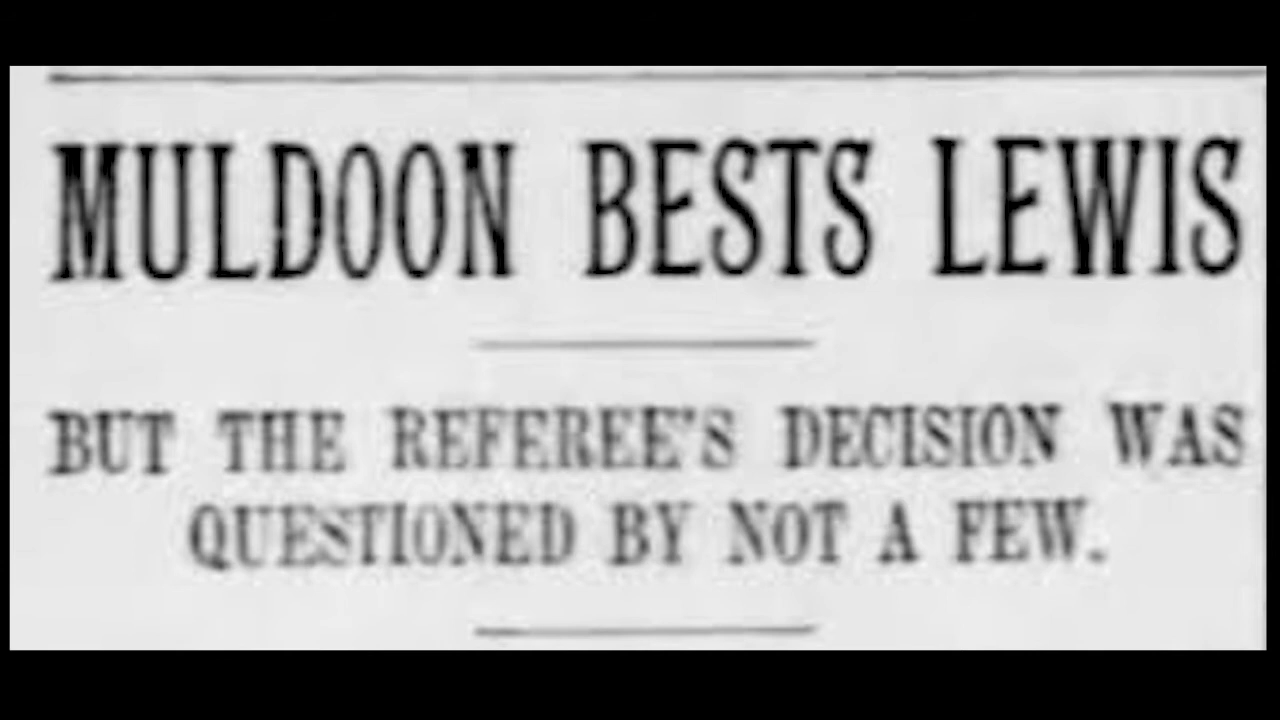 MULDOON BESTS LEWIS
BUT THE REFEREE'S DECISION WAS
QUESTIONED BY NOT A FEW.